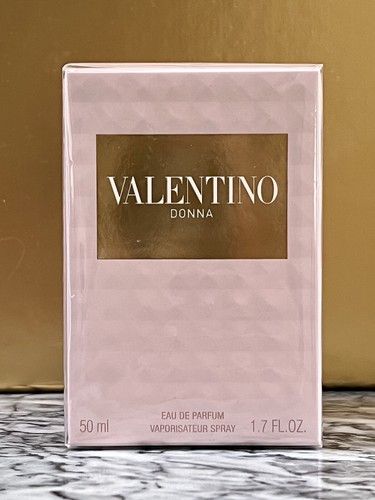 VALENTINO
DONNA
EAU DE PARFUM
50 ml VAPORISATEUR SPRAY 1.7 FL.OZ.